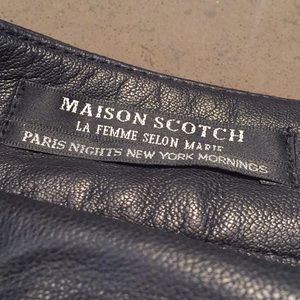 MAISON SCOTCH
LA FEMME SELON MARIE
PARIS NIGHTS NEW YORK MORNINGS